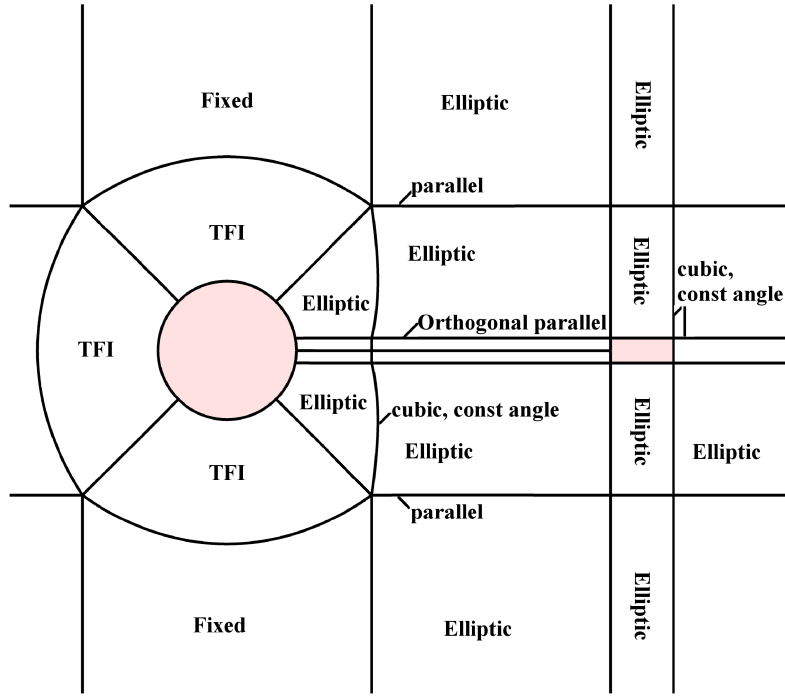 Fixed
Elliptic
Elliptic
parallel
TFI
Elliptic
Elliptic
cubic,
const angle
Elliptic
Orthogonal parallel
TFI
Elliptic
cubic, const angle
Elliptic
Elliptic
Elliptic
TFI
parallel
Fixed
Elliptic
Elliptic